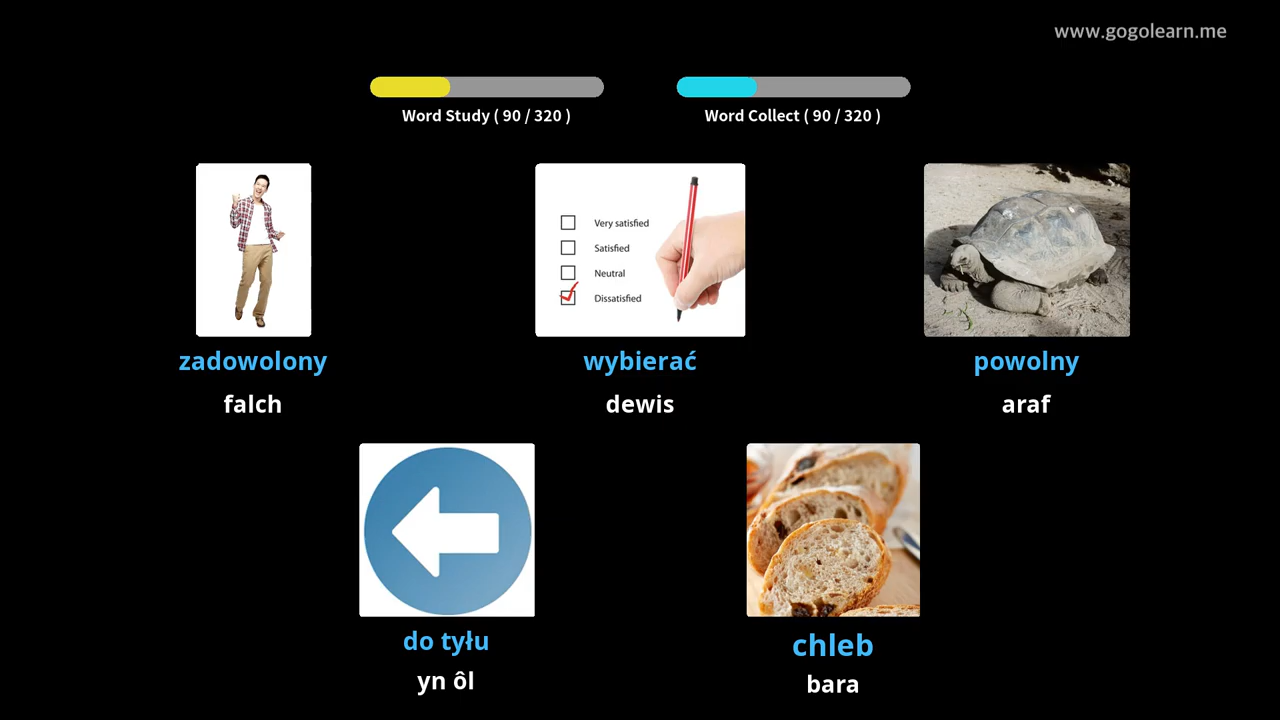 www.gogolearn.me
Word Study ( 90 / 320 )
Word Collect ( 90 / 320 )
Very satisfied
Satisfied
Neutral
Dissatisfied
zadowolony
wybierać
powolny
falch
dewis
araf
do tyłu
chleb
yn ôl
bara